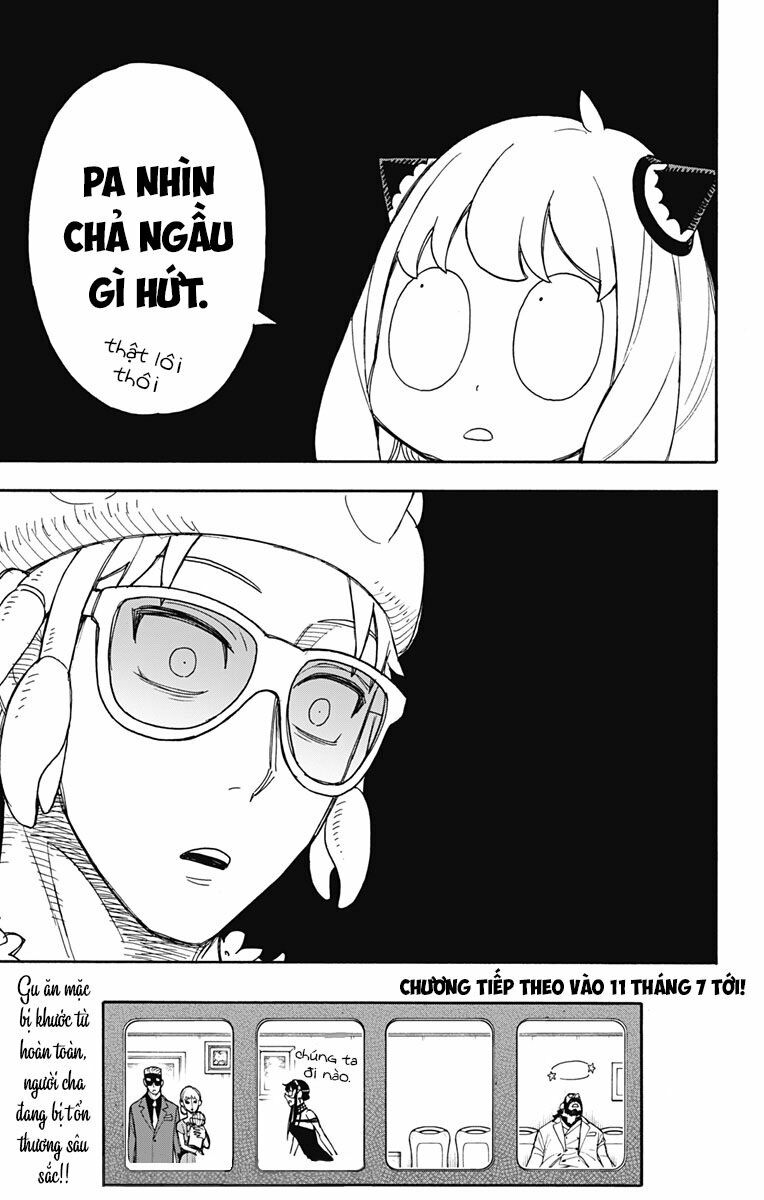 PA NHÌN
CHẢ NGẦU
GÌ HỨT.
thật lôi
thôi
CHƯƠNG TIẾP THEO VÀO 11 THÁNG 7 TỚI!
Gu ăn mặc
bị khước từ
hoàn toàn,
người cha
đang bị tổn
thương sâu
sắc!!
chúng ta
đi nào.